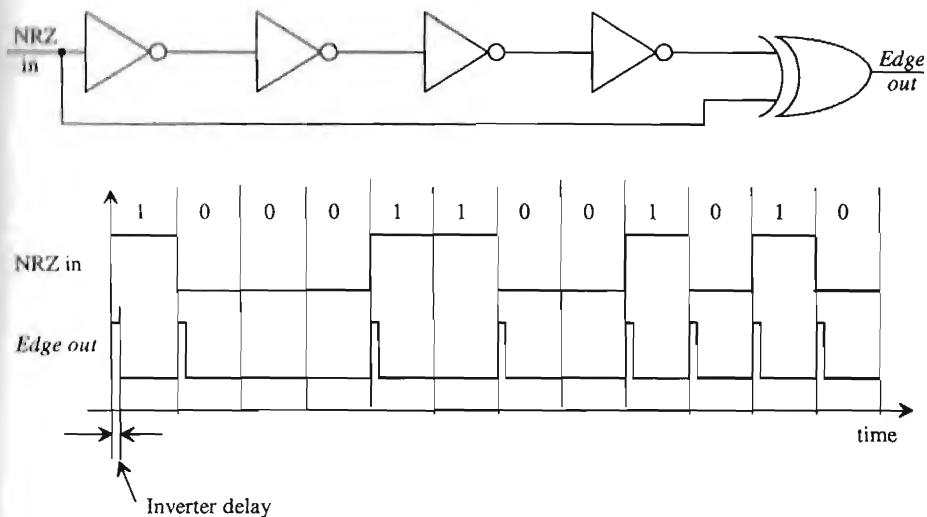 NRZ
in
Edge
out
1 0 0 0 1 1 0 0 1 0 1 0
NRZ in
Edge out
time
Inverter delay